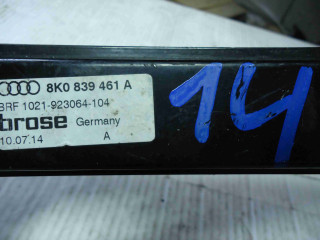 8K0 839 461 A
BRF 1021-923064-104
brose Germany
10.07.14 A
14